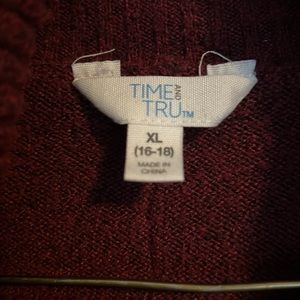 TIME AND
TRU™
XL
(16-18)
MADE IN
CHINA